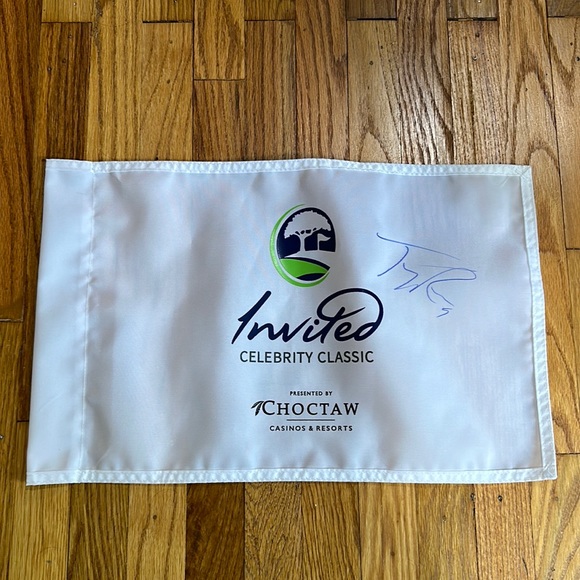 Invited
CELEBRITY CLASSIC
PRESENTED BY
CHOCTAW
CASINOS & RESORTS